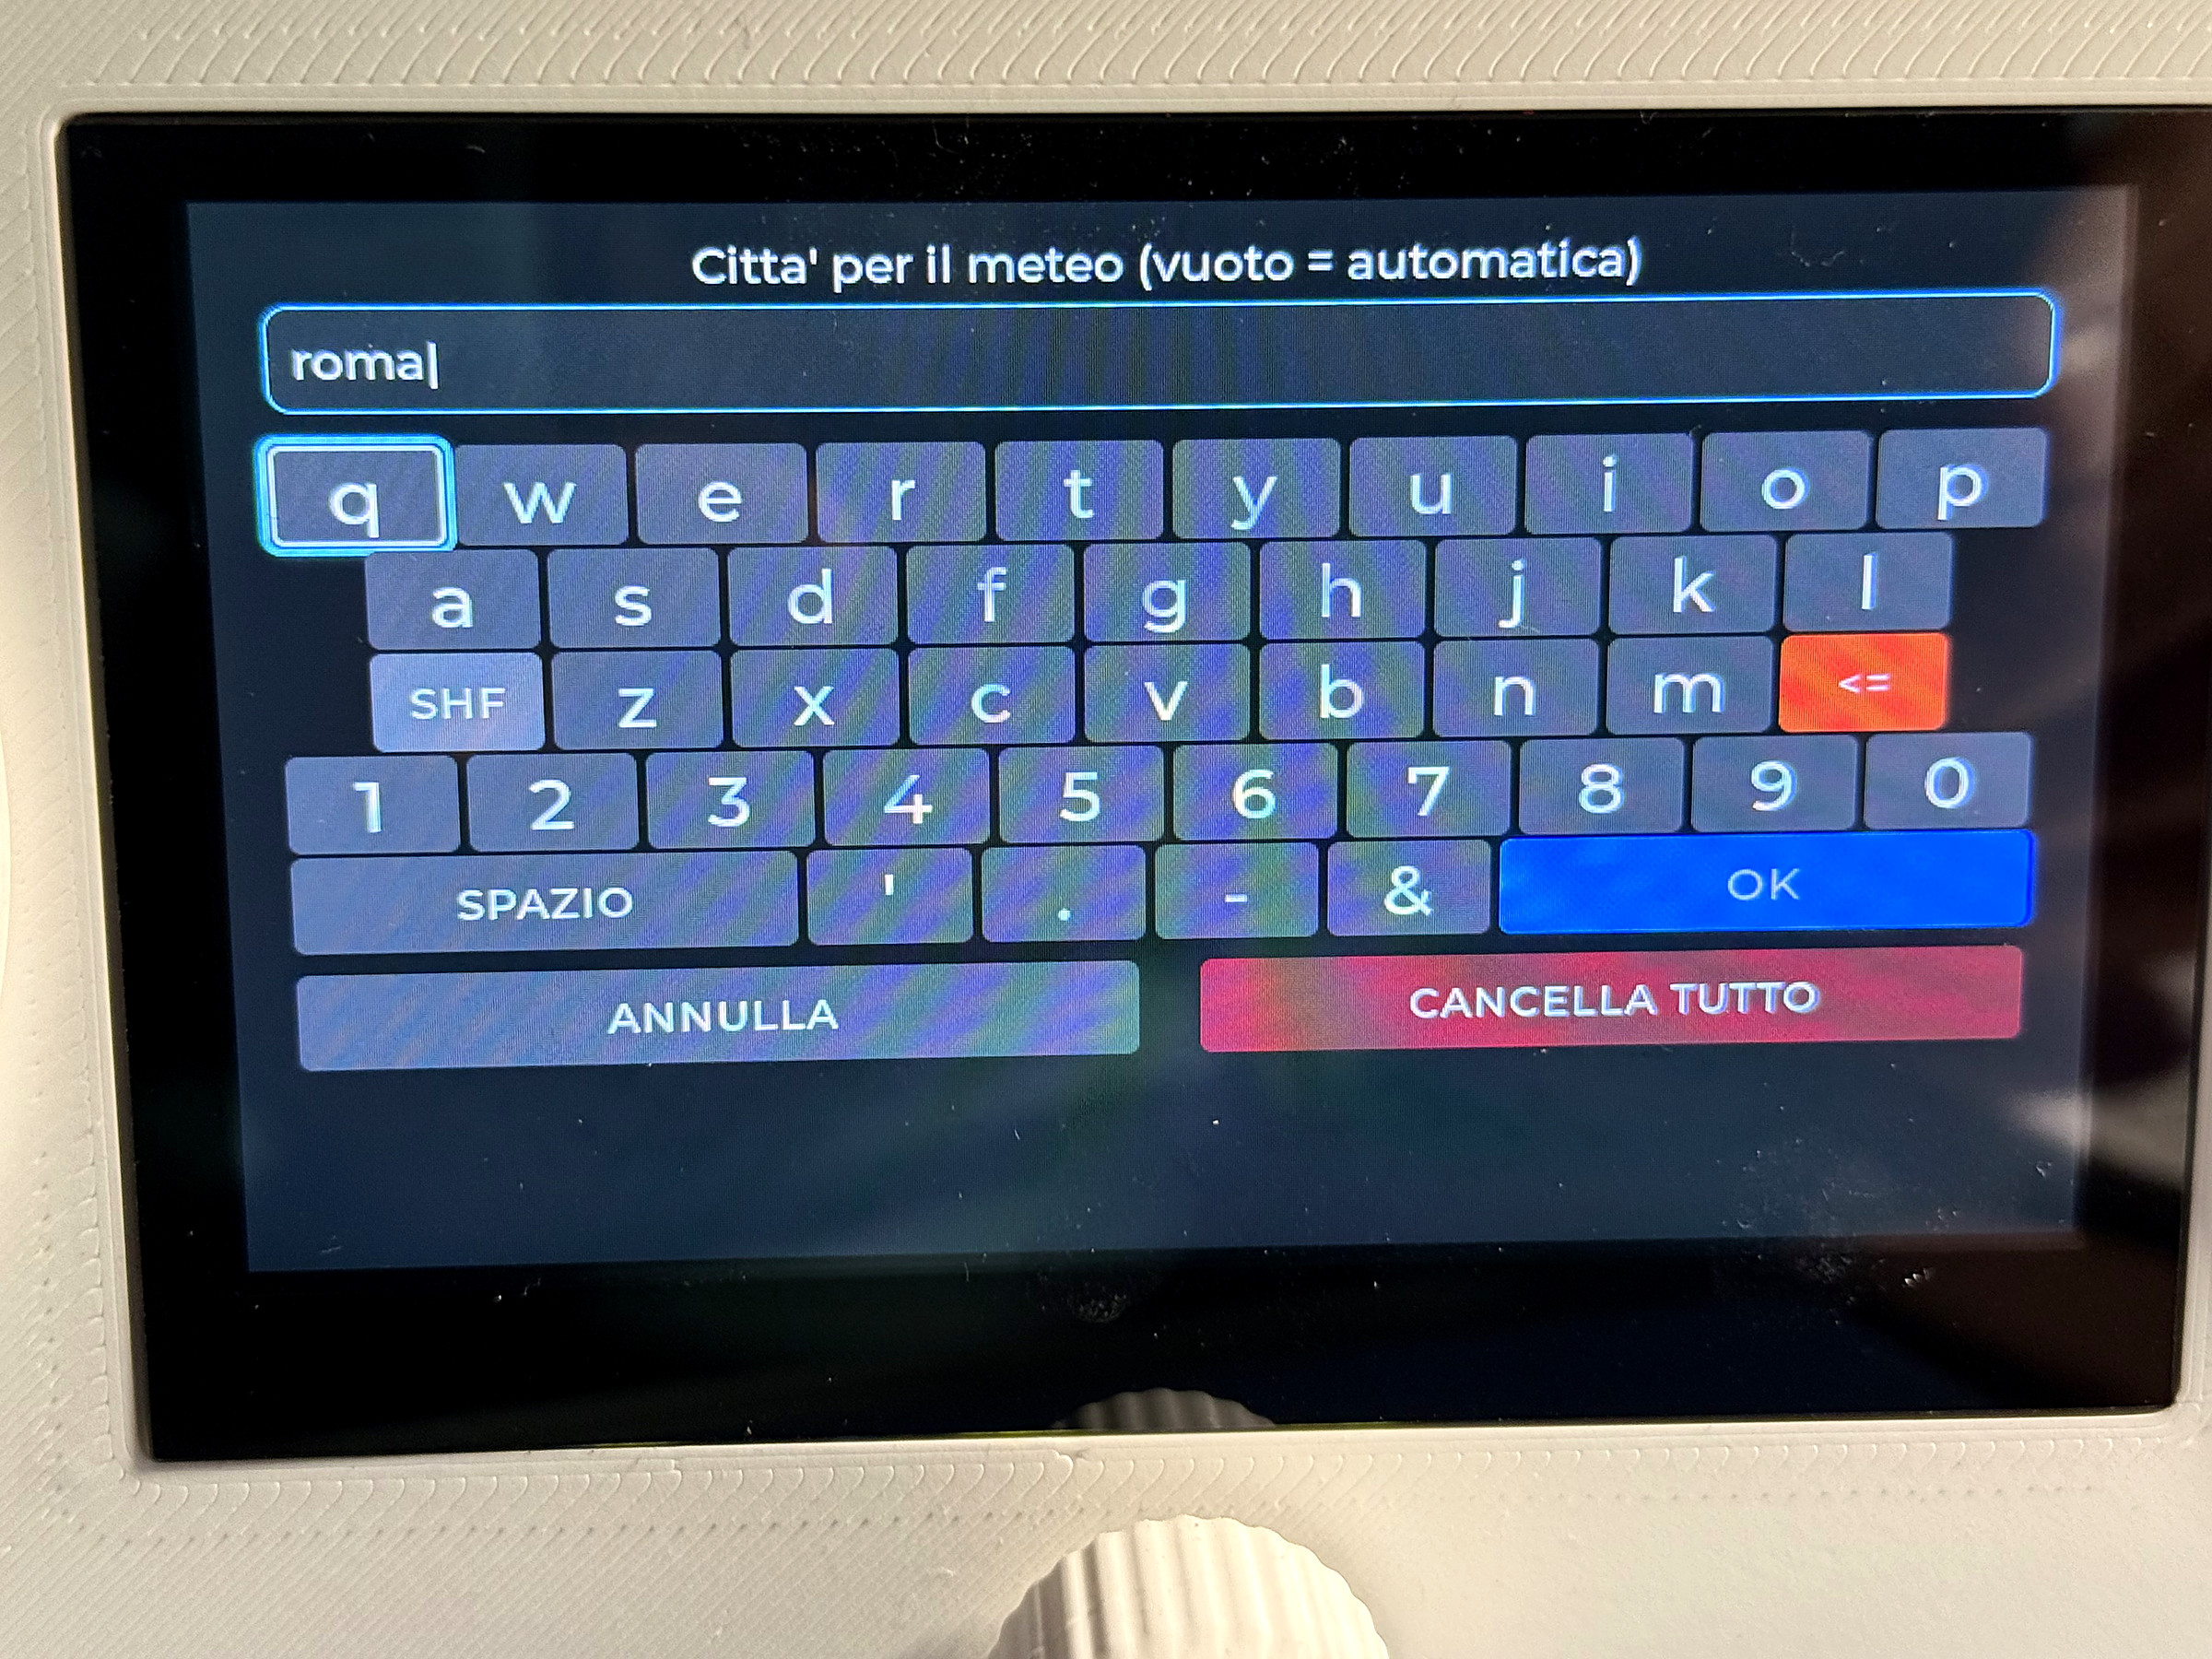 Citta' per il meteo (vuoto = automatica)
roma
q w e r t y u i o p
a s d f g h j k l
SHF z x c v b n m <=
1 2 3 4 5 6 7 8 9 0
SPAZIO ' . - & OK
ANNULLA CANCELLA TUTTO